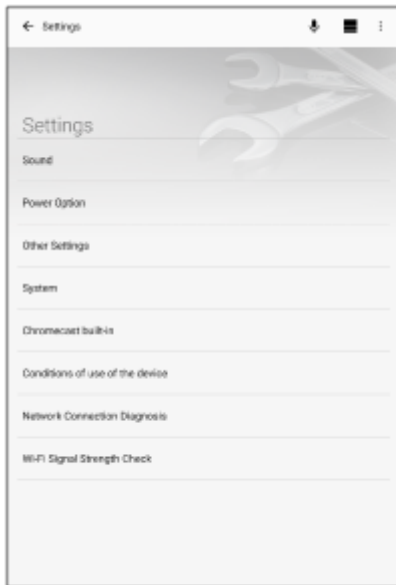 Settings
Settings
Sound
Power Option
Other Settings
System
Chromecast built-in
Conditions of use of the device
Network Connection Diagnosis
Wi-Fi Signal Strength Check